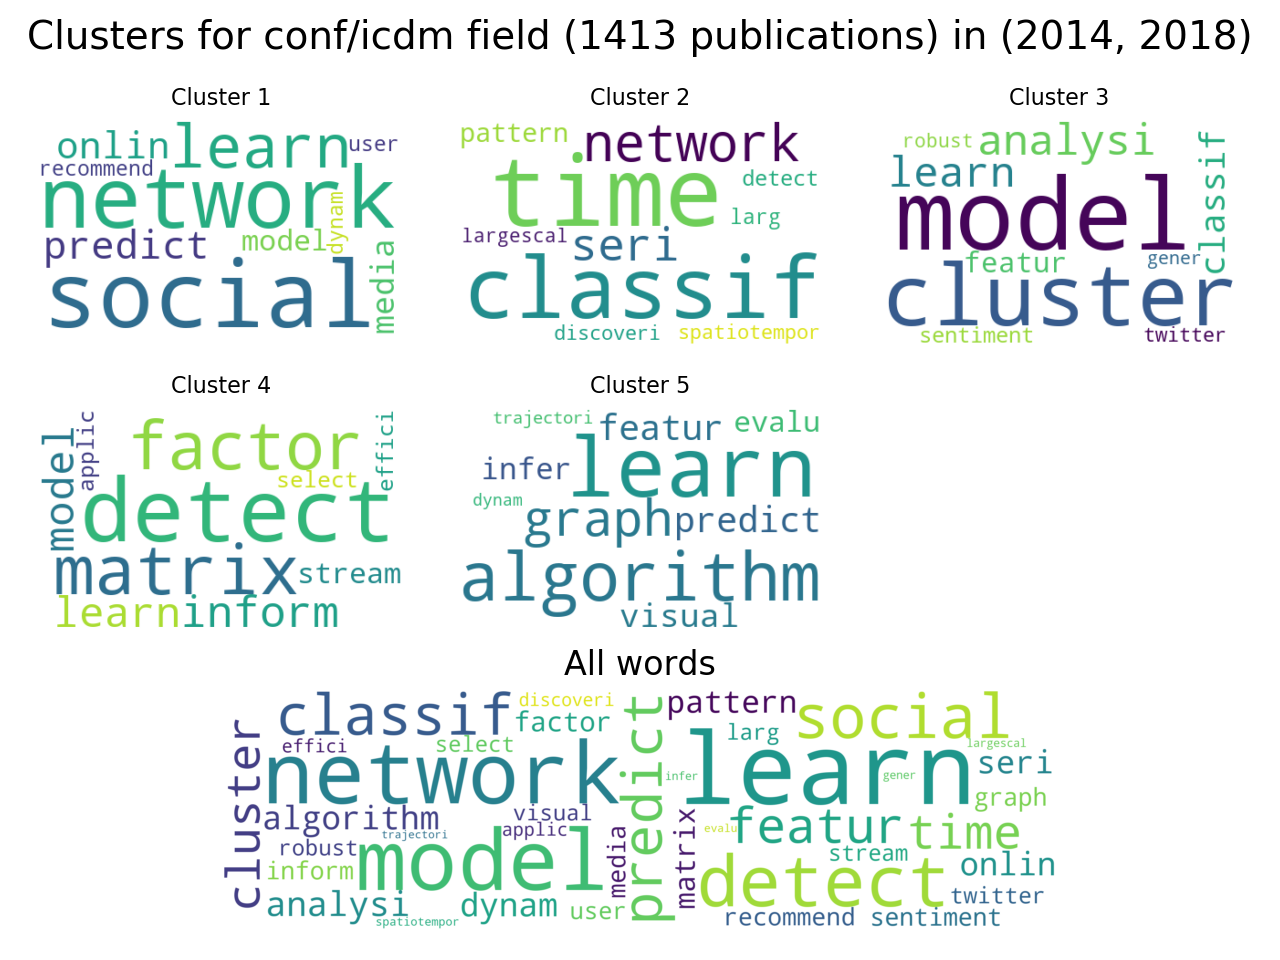 Clusters for conf/icdm field (1413 publications) in (2014, 2018)
Cluster 1
onlin learn user
recommend
network
dynam
predict model
media
social
Cluster 2
pattern network
time detect
larg
largescal seri
classif
discoveri spatiotempor
Cluster 3
robust analysi
classif
learn
model
featur gener
cluster
sentiment twitter
Cluster 4
model applic factor effici
select
detect
matrix stream
learn inform
Cluster 5
trajectori featur evalu
infer learn
dynam graph predict
algorithm
visual
All words
cluster classif discoveri predict pattern social
factor larg largescal
effici select learn seri
network infer gener graph
algorithm visual matrix evalu featur time
trajectori applic media
robust model stream onlin
inform detect twitter
analysi dynam user recommend sentiment
spatiotempor